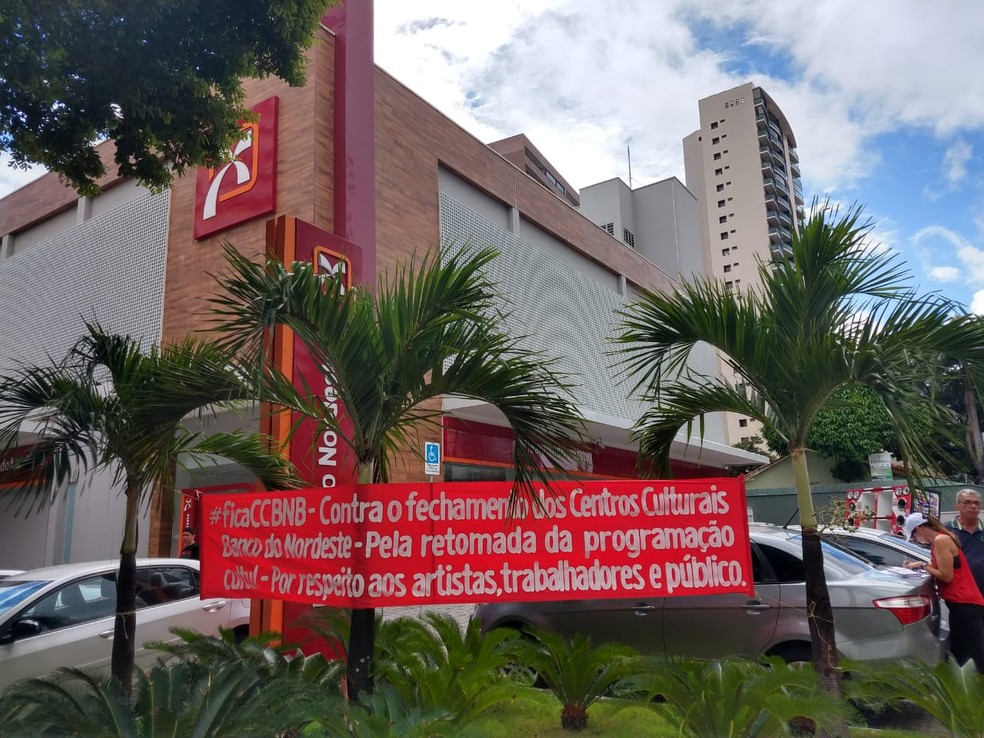 #ficaCCBNB - Contra o fechamento dos Centros Culturais
Banco do Nordeste - Pela retomada da programação
cultul - Por respeito aos artistas, trabalhadores e público.